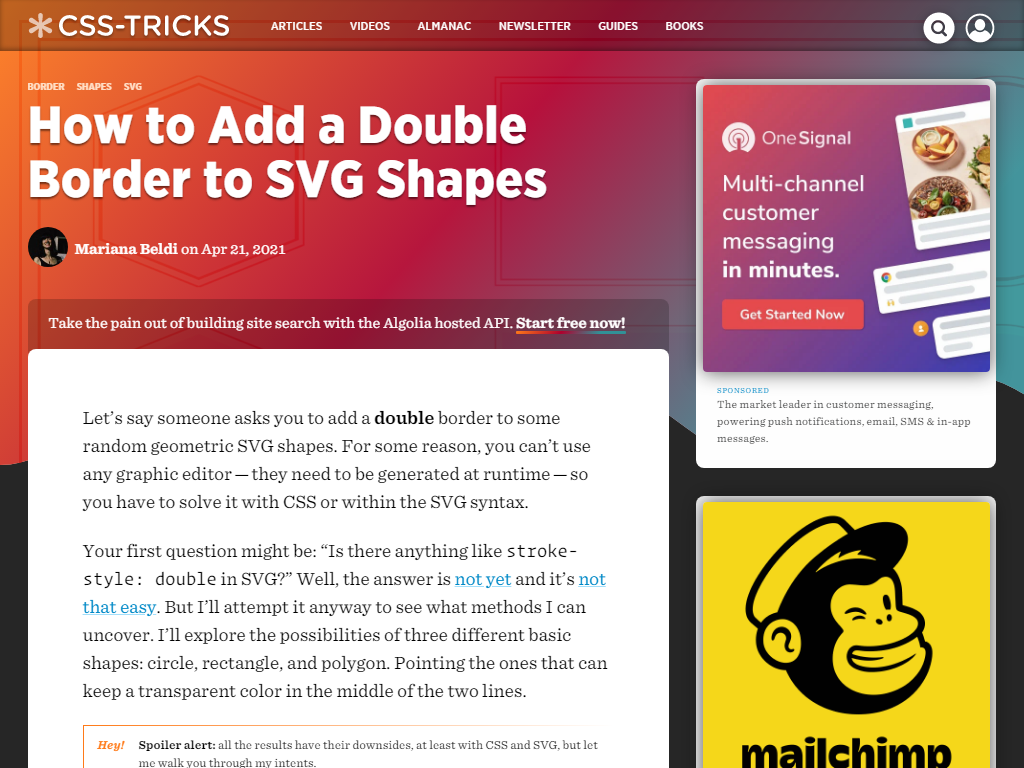 CSS-TRICKS
ARTICLES VIDEOS ALMANAC NEWSLETTER GUIDES BOOKS
BORDER SHAPES SVG
How to Add a Double
Border to SVG Shapes
Mariana Beldi on Apr 21, 2021
Take the pain out of building site search with the Algolia hosted API. Start free now!
Let’s say someone asks you to add a double border to some
random geometric SVG shapes. For some reason, you can’t use
any graphic editor — they need to be generated at runtime — so
you have to solve it with CSS or within the SVG syntax.
Your first question might be: “Is there anything like stroke-
style: double in SVG?” Well, the answer is not yet and it’s not
that easy. But I’ll attempt it anyway to see what methods I can
uncover. I’ll explore the possibilities of three different basic
shapes: circle, rectangle, and polygon. Pointing the ones that can
keep a transparent color in the middle of the two lines.
Hey! Spoiler alert: all the results have their downsides, at least with CSS and SVG, but let
me walk you through my intents.
OneSignal
Multi-channel
customer
messaging
in minutes.
Get Started Now
SPONSORED
The market leader in customer messaging,
powering push notifications, email, SMS & in-app
messages.
mailchimp